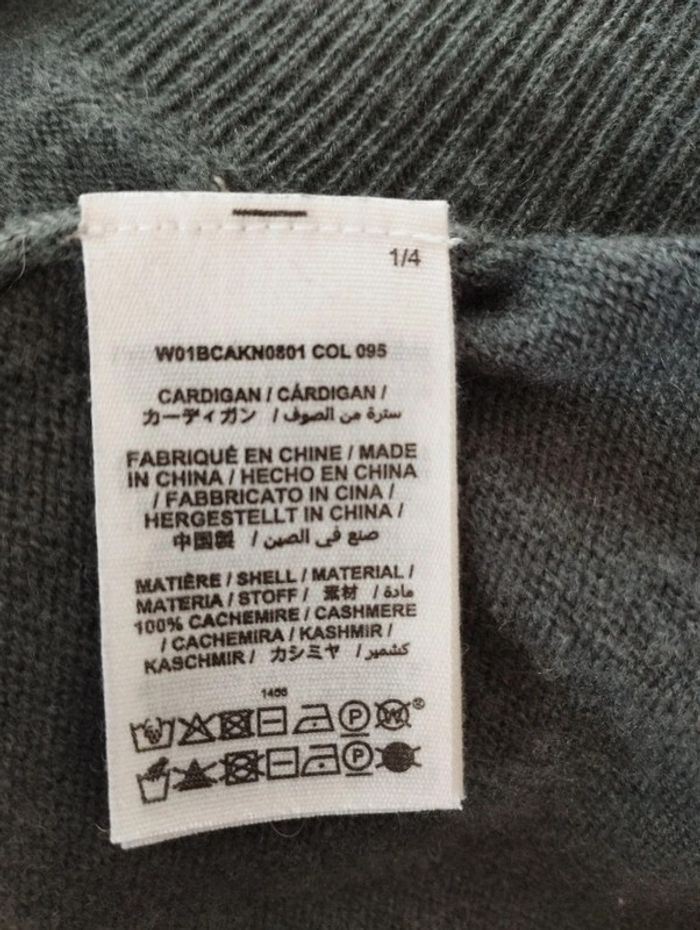 1/4
W01BCAKN0801 COL 095
CARDIGAN / CÁRDIGAN /
カーディガン / سترة من الصوف
FABRIQUÉ EN CHINE / MADE
IN CHINA / HECHO EN CHINA
/ FABBRICATO IN CINA /
HERGESTELLT IN CHINA /
中国製 / صنع في الصين
MATIÈRE / SHELL / MATERIAL /
MATERIA / STOFF / 素材 / مادة
100% CACHEMIRE / CASHMERE
/ CACHEMIRA / KASHMIR /
KASCHMIR / カシミヤ / كشمير
P W ®
P